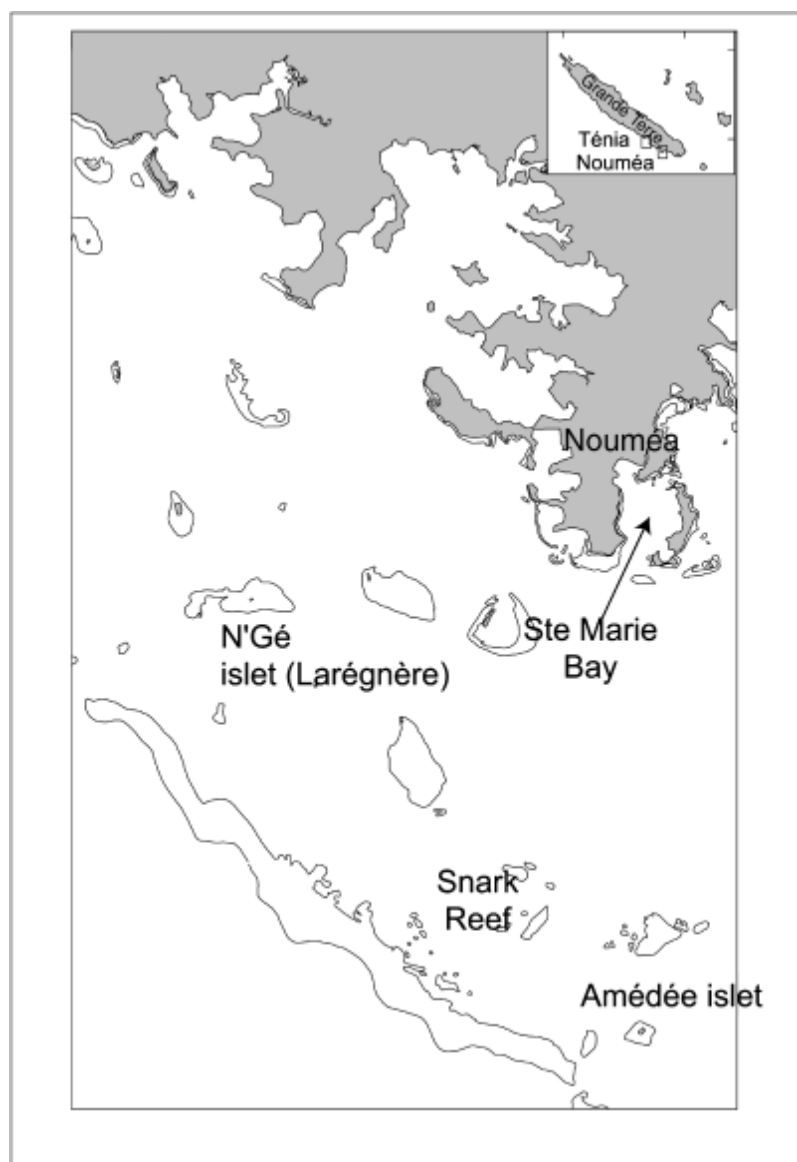 Grande Terre
Ténia
Nouméa
Nouméa
Ste Marie
Bay
N'Gé
islet (Larégnère)
Snark
Reef
Amédée islet